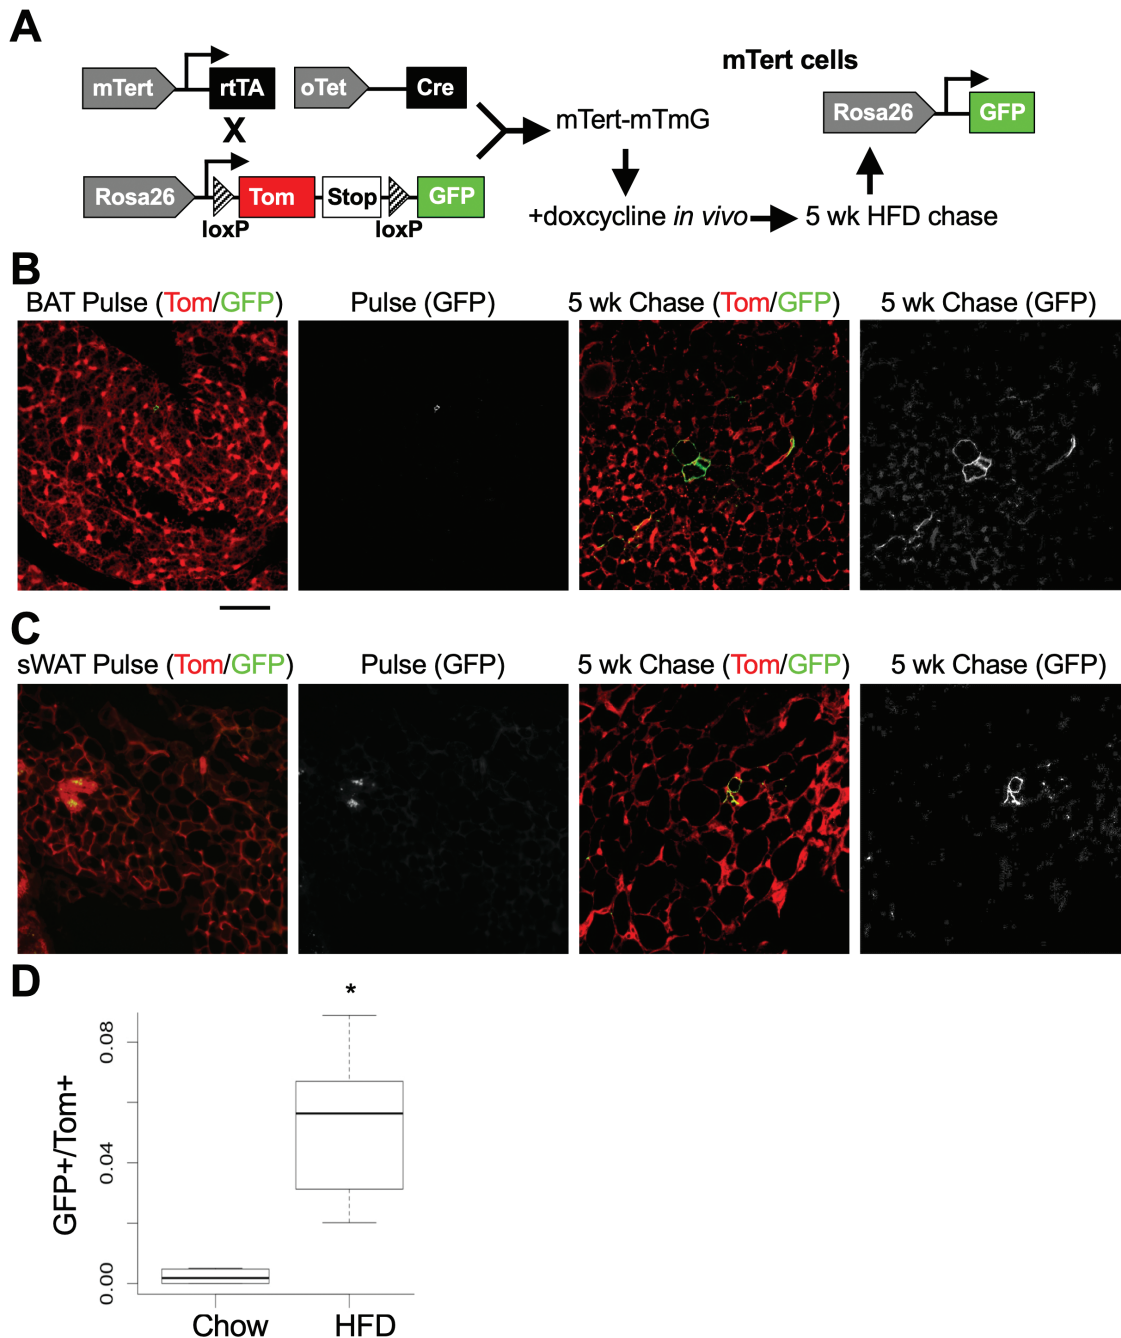 A
mTert rtTA oTet Cre
X
Rosa26 Tom Stop GFP
loxP loxP
mTert-mTmG
+doxycycline in vivo
5 wk HFD chase
mTert cells
Rosa26 GFP
B
BAT Pulse (Tom/GFP) Pulse (GFP) 5 wk Chase (Tom/GFP) 5 wk Chase (GFP)
C
sWAT Pulse (Tom/GFP) Pulse (GFP) 5 wk Chase (Tom/GFP) 5 wk Chase (GFP)
D
*
GFP+/Tom+
0.08
0.04
0.00
Chow HFD